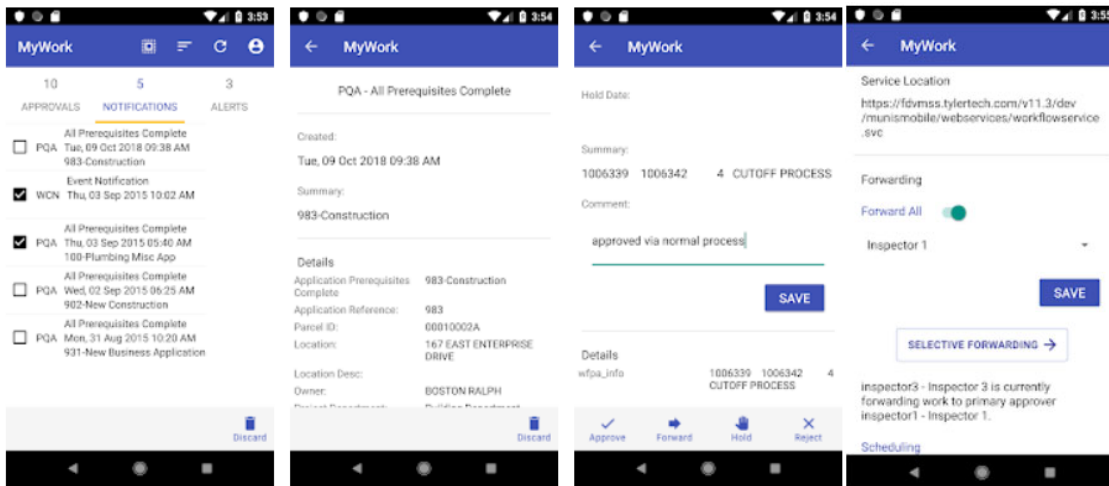 3:53
MyWork
10
5
3
APPROVALS
NOTIFICATIONS
ALERTS
All Prerequisites Complete
PQA Tue, 09 Oct 2018 09:38 AM
983-Construction
Event Notification
WCN Thu, 03 Sep 2015 10:02 AM
All Prerequisites Complete
PQA Thu, 03 Sep 2015 05:40 AM
100-Plumbing Misc App
All Prerequisites Complete
PQA Wed, 02 Sep 2015 06:25 AM
902-New Construction
All Prerequisites Complete
PQA Mon, 31 Aug 2015 10:20 AM
931-New Business Application
Discard
3:54
MyWork
PQA - All Prerequisites Complete
Created:
Tue, 09 Oct 2018 09:38 AM
Summary:
983-Construction
Details
Application Prerequisites 983-Construction
Complete
Application Reference: 983
Parcel ID: 00010002A
Location: 167 EAST ENTERPRISE
DRIVE
Location Desc:
Owner: BOSTON RALPH
Project Department: Building Department
Discard
3:54
MyWork
Hold Date:
Summary:
1006339 1006342 4 CUTOFF PROCESS
Comment:
approved via normal process
SAVE
Details
wfpa_info 1006339 1006342 4
CUTOFF PROCESS
Approve
Forward
Hold
Reject
3:55
MyWork
Service Location
https://fdvmss.tylertech.com/v11.3/dev
/munismobile/webservices/workflowservice
.svc
Forwarding
Forward All
Inspector 1
SAVE
SELECTIVE FORWARDING
inspector3 - Inspector 3 is currently
forwarding work to primary approver
inspector1 - Inspector 1.
Scheduling